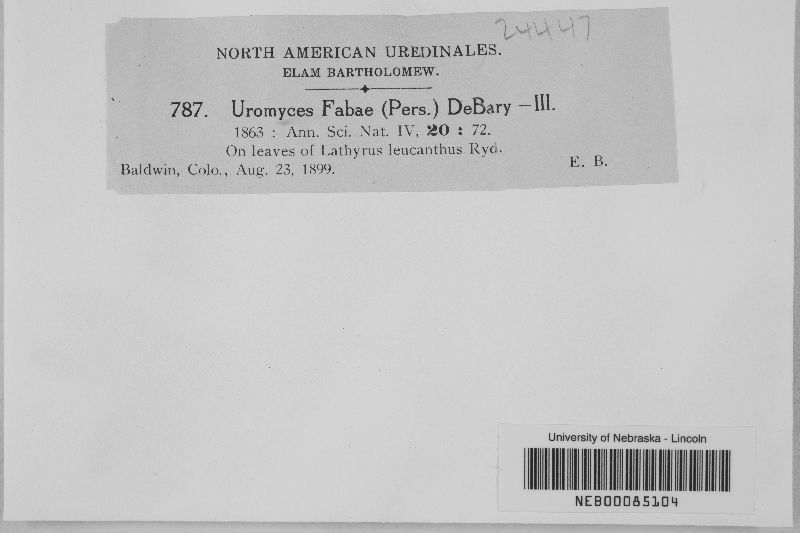 24447
NORTH AMERICAN UREDINALES.
ELAM BARTHOLOMEW.
787. Uromyces Fabae (Pers.) DeBary —III.
1863 : Ann. Sci. Nat. IV, 20 : 72.
On leaves of Lathyrus leucanthus Ryd.
Baldwin, Colo., Aug. 23, 1899. E. B.
University of Nebraska - Lincoln
NEB00085104